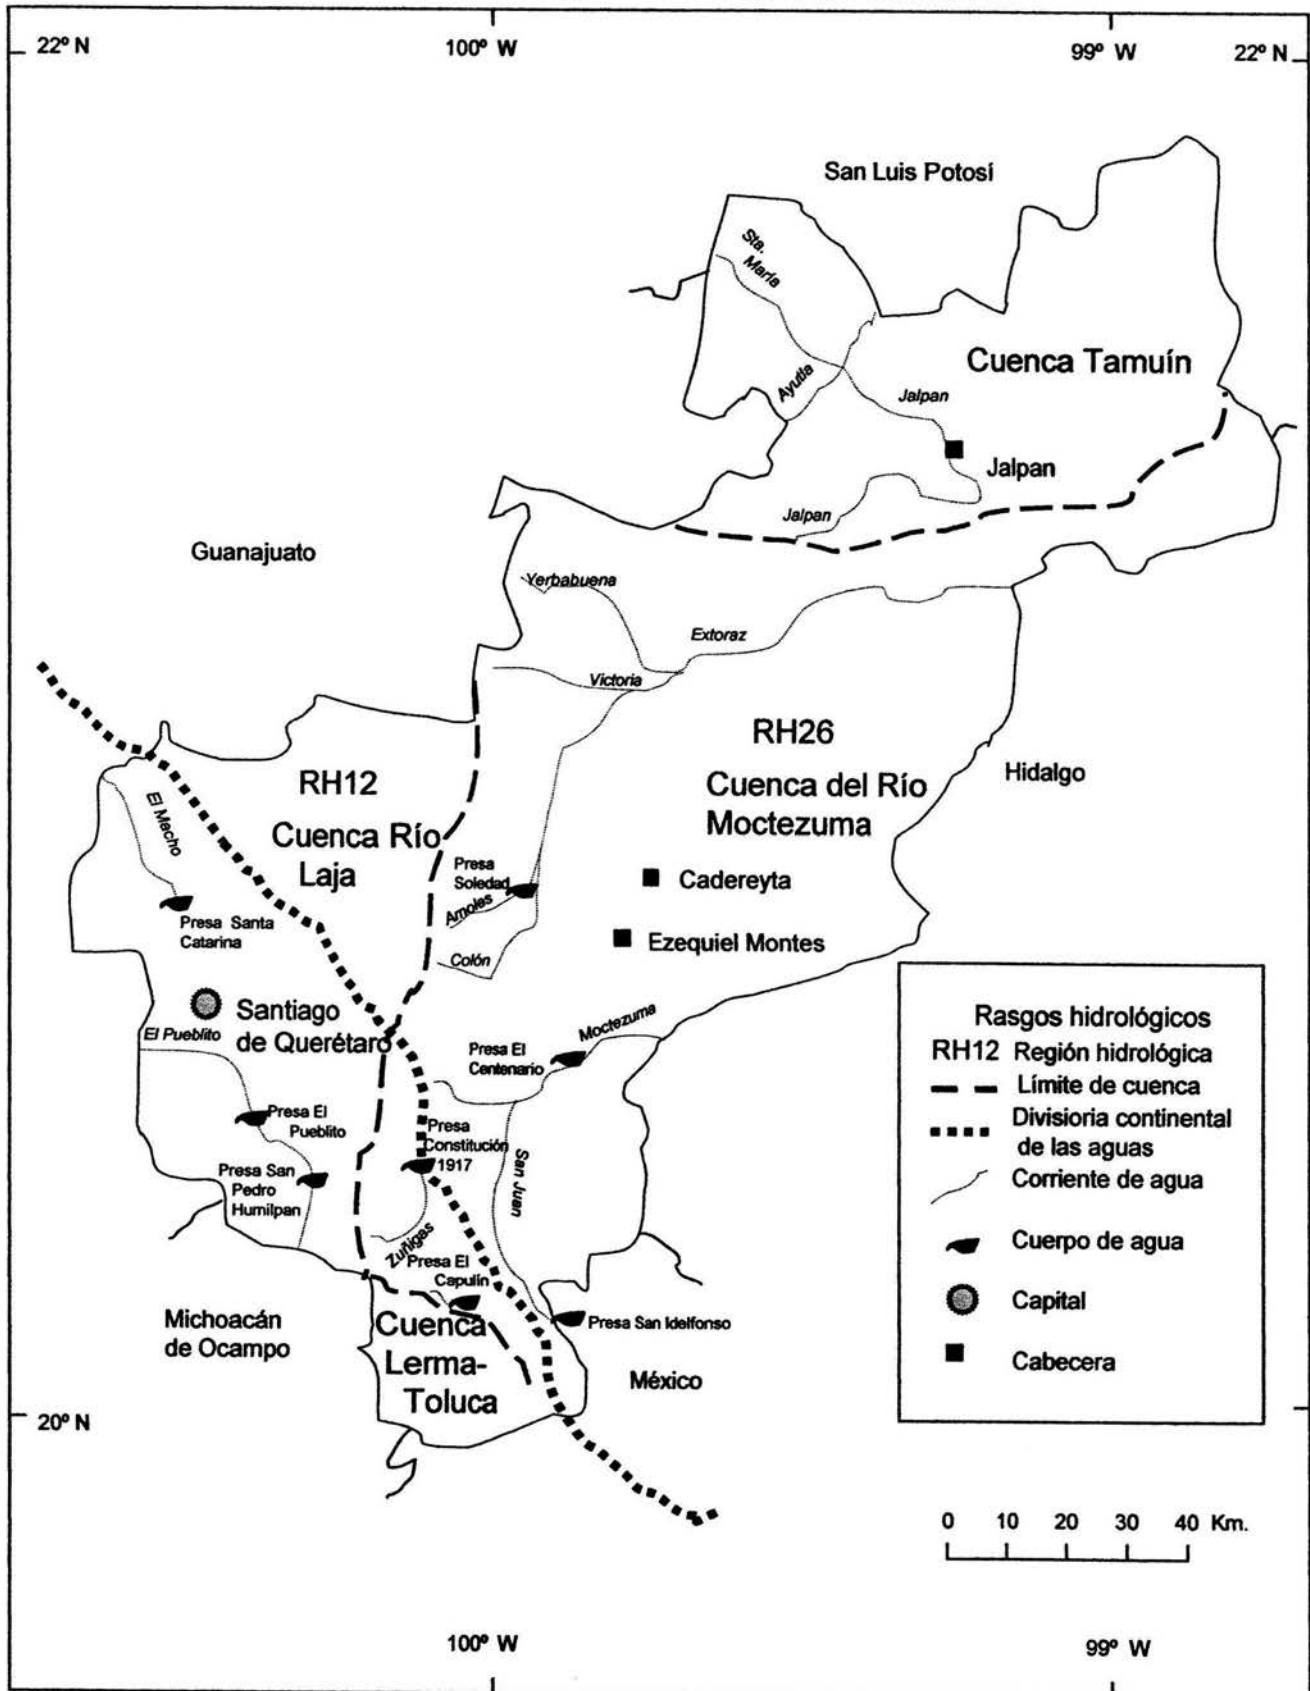 22º N
100º W
99º W
22º N
San Luis Potosí
Sta.
María
Ayutla
Cuenca Tamuín
Jalpan
Jalpan
Jalpan
Guanajuato
Yerbabuena
Extoraz
Victoria
RH26
Cuenca del Río
Moctezuma
Hidalgo
RH12
Cuenca Río
Laja
El Macho
Presa
Soledad
Amoles
Colón
Cadereyta
Ezequiel Montes
Presa Santa
Catarina
Santiago
de Querétaro
El Pueblito
Moctezuma
Presa El
Centenario
Presa El
Pueblito
Presa
Constitución
1917
San Juan
Presa San
Pedro
Humilpan
Zuñigas
Presa El
Capulín
Presa San Idelfonso
Michoacán
de Ocampo
Cuenca
Lerma-
Toluca
México
20º N
Rasgos hidrológicos
RH12 Región hidrológica
Límite de cuenca
Divisioria continental
de las aguas
Corriente de agua
Cuerpo de agua
Capital
Cabecera
0 10 20 30 40 Km.
100º W
99º W